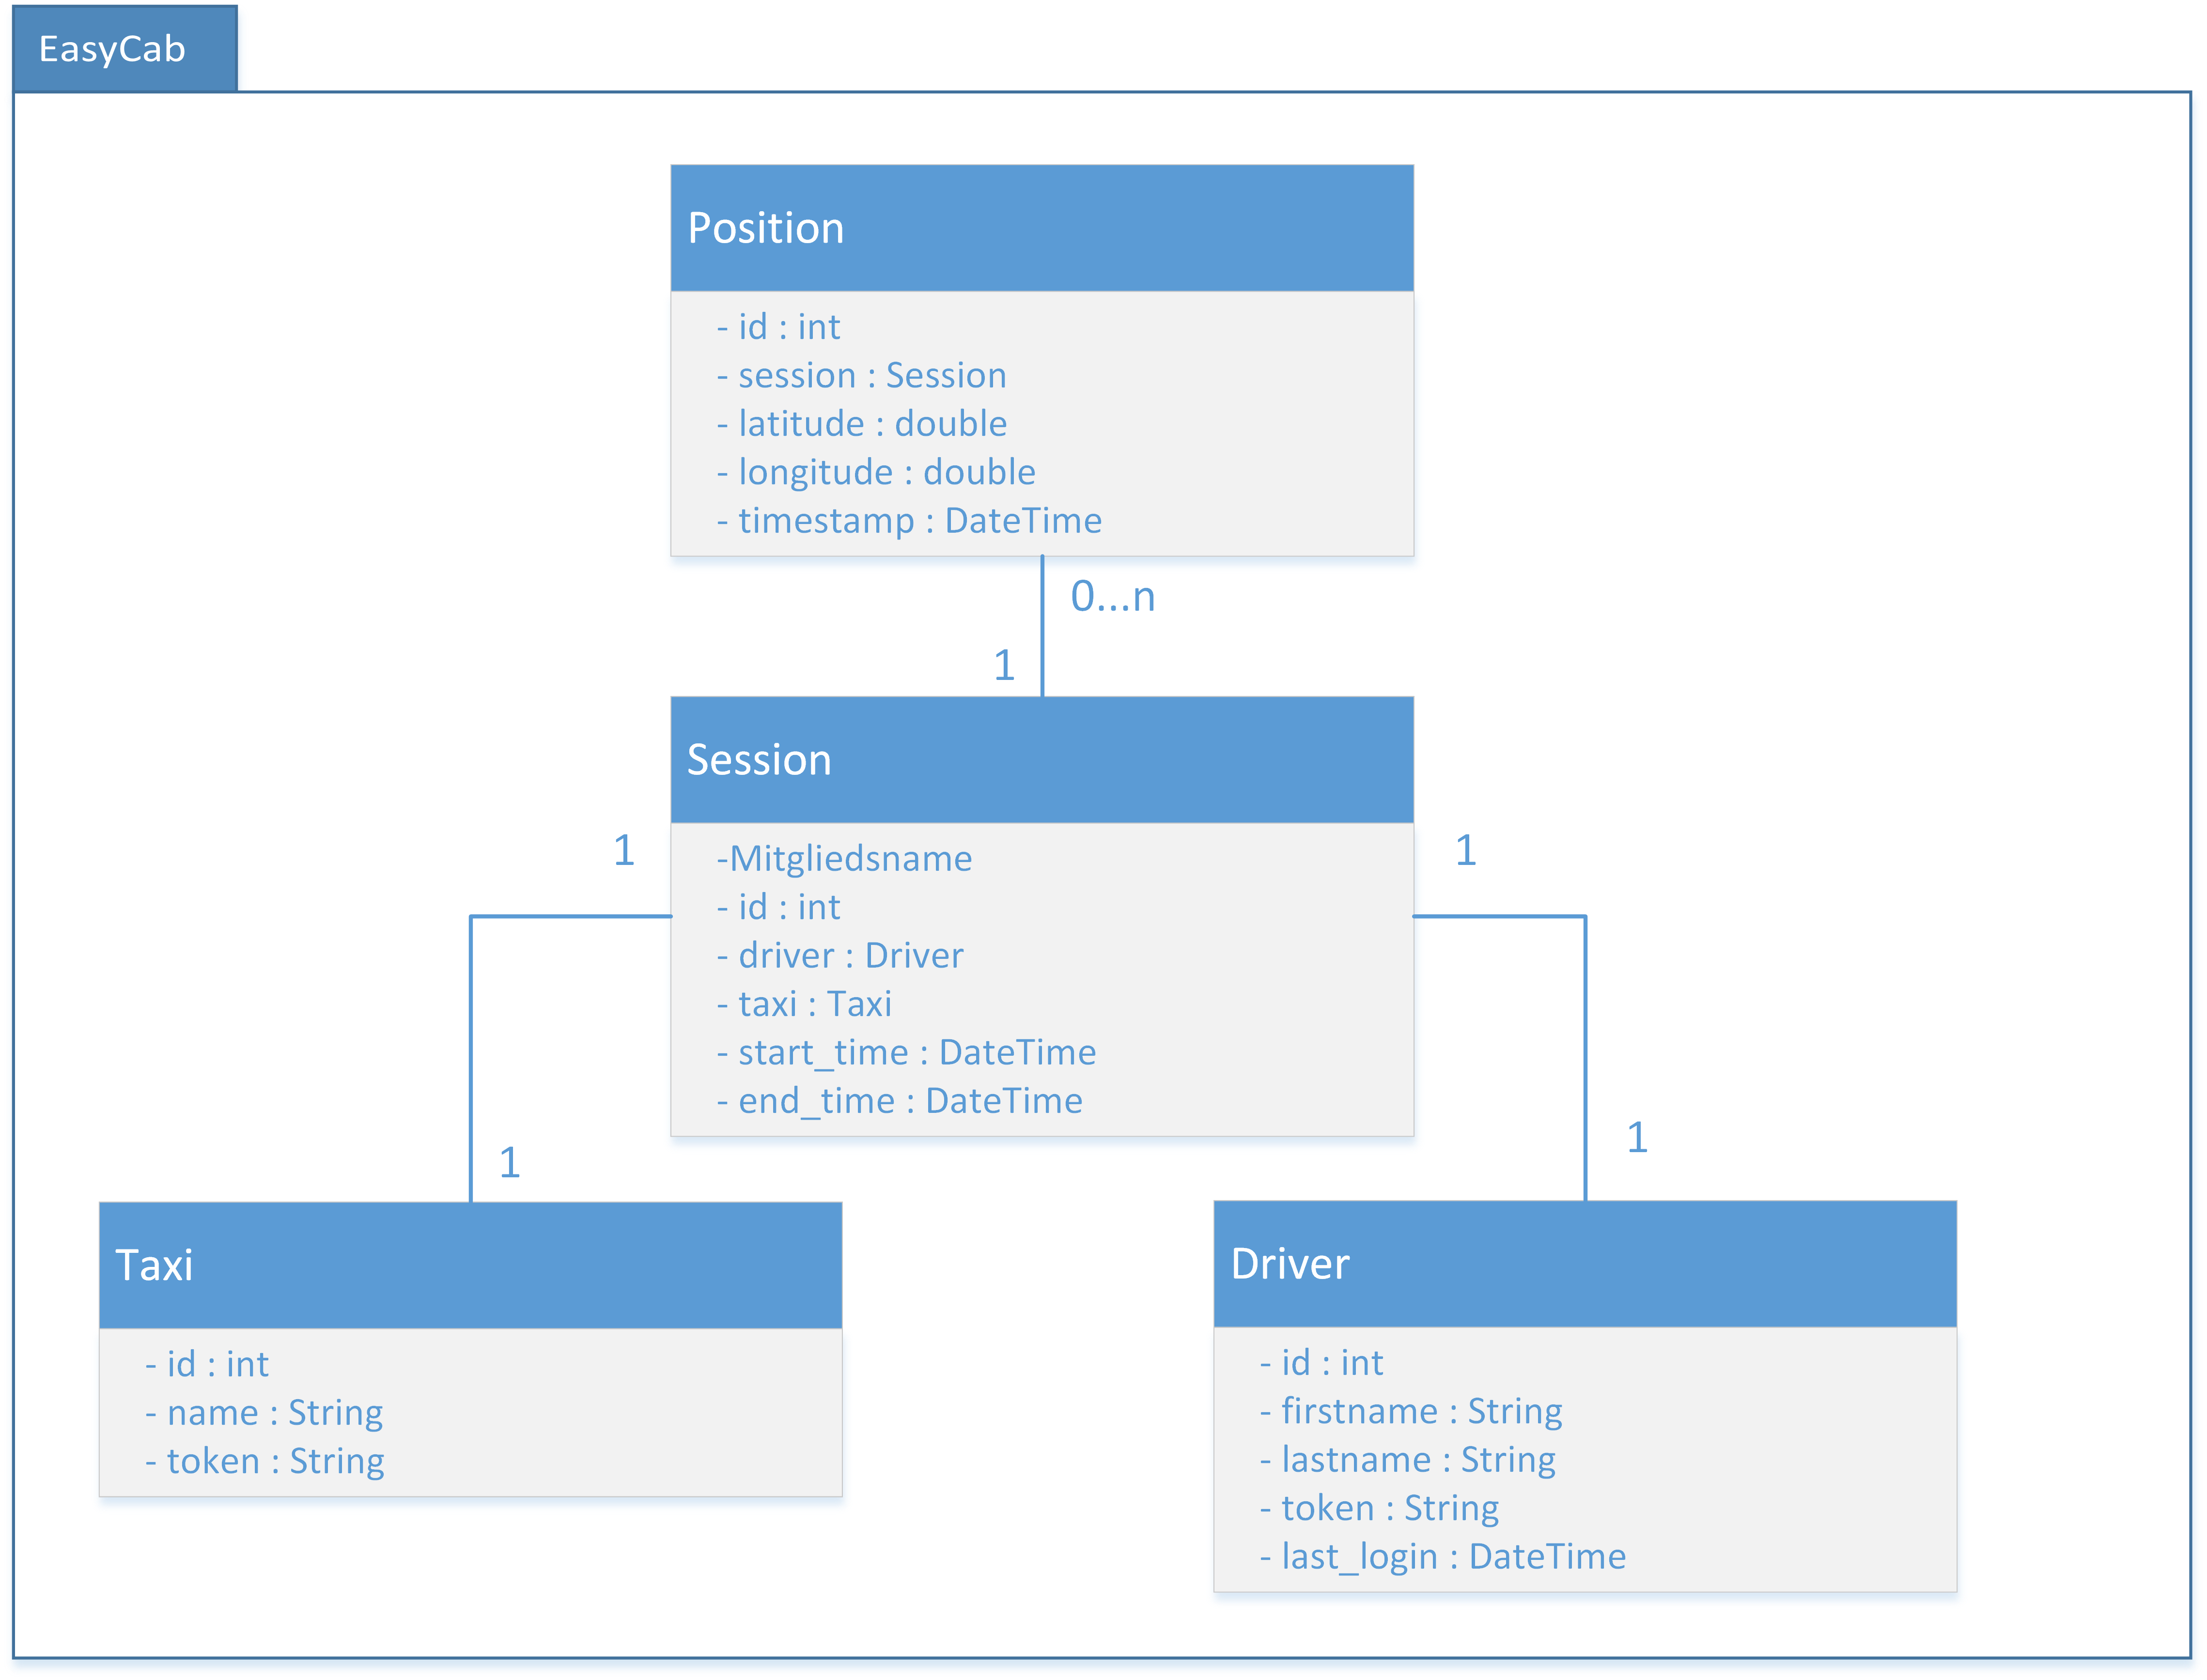 EasyCab
Position
- id : int
- session : Session
- latitude : double
- longitude : double
- timestamp : DateTime
0...n
1
Session
1
1
-Mitgliedsname
- id : int
- driver : Driver
- taxi : Taxi
- start_time : DateTime
- end_time : DateTime
1
1
Taxi
- id : int
- name : String
- token : String
Driver
- id : int
- firstname : String
- lastname : String
- token : String
- last_login : DateTime